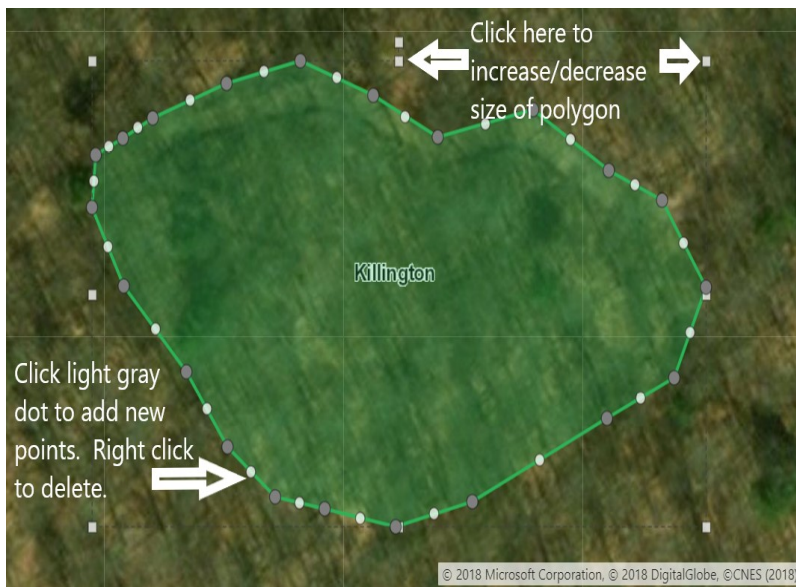 Click here to
increase/decrease
size of polygon
Killington
Click light gray
dot to add new
points.  Right click
to delete.
© 2018 Microsoft Corporation, © 2018 DigitalGlobe, ©CNES (2018)